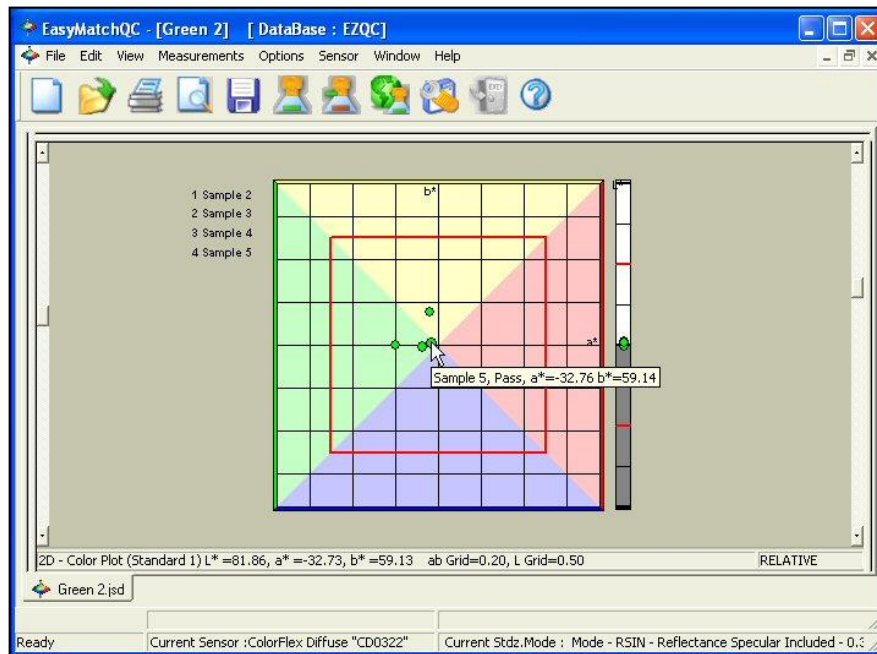 EasyMatchQC - [Green 2] [ DataBase : EZQC]
File Edit View Measurements Options Sensor Window Help
1 Sample 2
2 Sample 3
3 Sample 4
4 Sample 5
b*
L*
a*
Sample 5, Pass, a*=-32.76 b*=59.14
2D - Color Plot (Standard 1) L* =81.86, a* =-32.73, b* =59.13 ab Grid=0.20, L Grid=0.50 RELATIVE
Green 2.jsd
Ready Current Sensor :ColorFlex Diffuse "CD0322" Current Stdz.Mode : Mode - RSIN - Reflectance Specular Included - 0.3